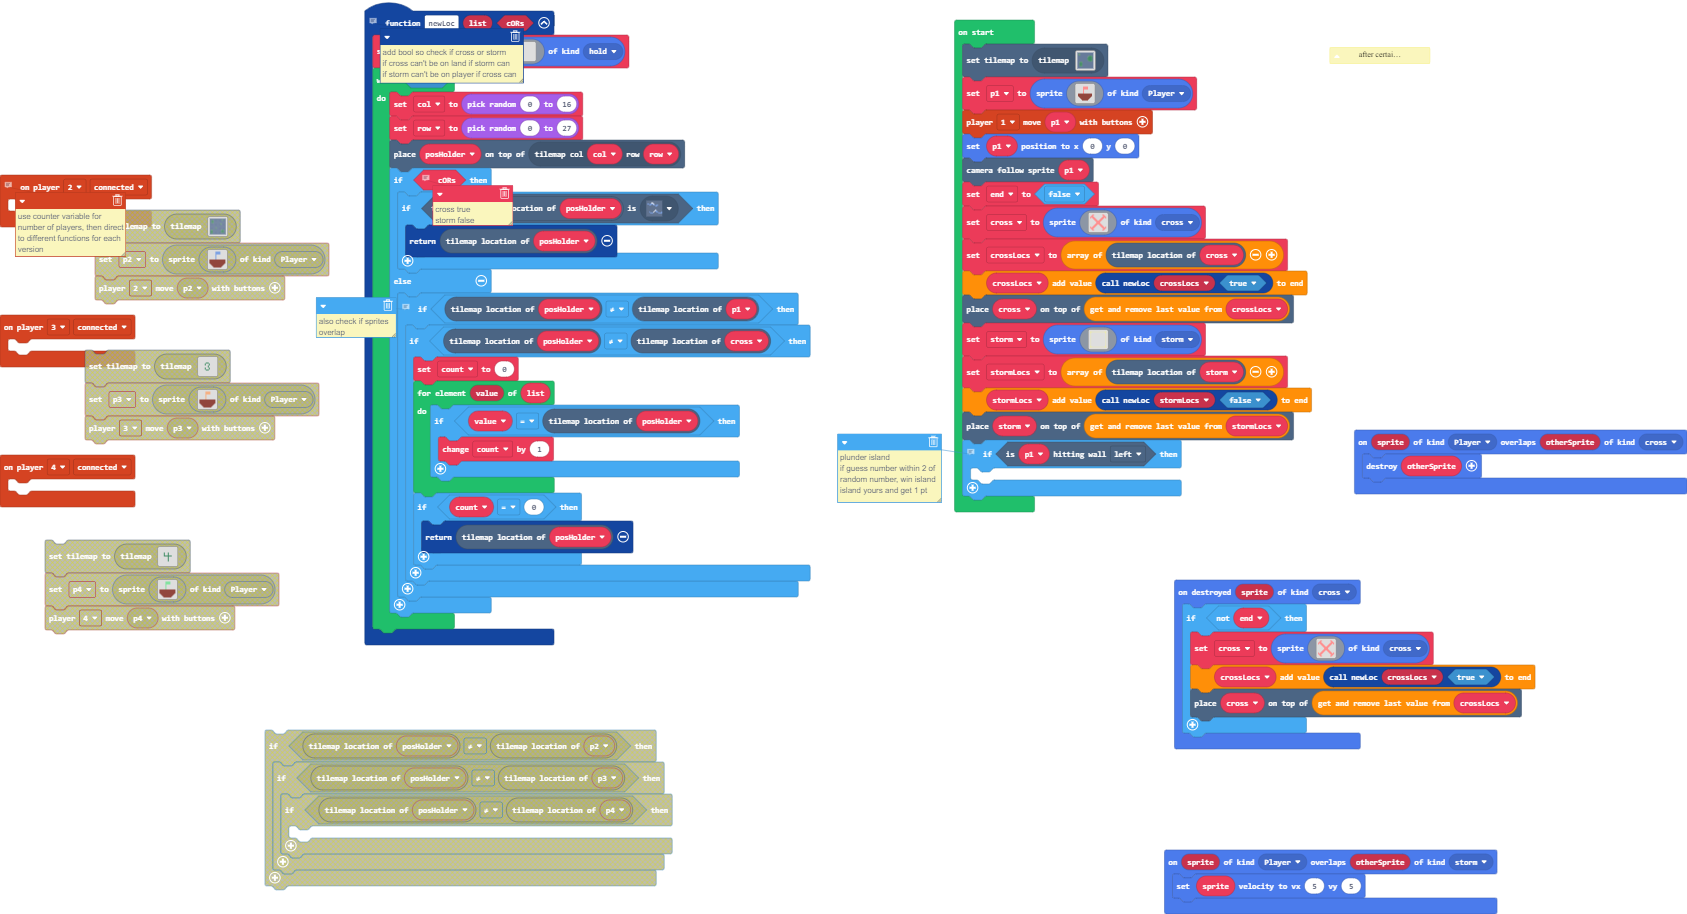 function newLoc list cORs
add bool so check if cross or storm
if cross can't be on land if storm can
if storm can't be on player if cross can
of kind hold
do
set col to pick random 0 to 16
set row to pick random 0 to 27
place posHolder on top of tilemap col col row row
if cORs then
cross true
storm false
if location of posHolder is then
return tilemap location of posHolder
else
also check if sprites
overlap
if tilemap location of posHolder ≠ tilemap location of p1 then
if tilemap location of posHolder ≠ tilemap location of cross then
set count to 0
for element value of list
do
if value = tilemap location of posHolder then
change count by 1
if count = 0 then
return tilemap location of posHolder
on player 2 connected
use counter variable for
number of players, then direct
to different functions for each
version
tilemap to tilemap
set p2 to sprite of kind Player
player 2 move p2 with buttons
on player 3 connected
set tilemap to tilemap
set p3 to sprite of kind Player
player 3 move p3 with buttons
on player 4 connected
set tilemap to tilemap
set p4 to sprite of kind Player
player 4 move p4 with buttons
if tilemap location of posHolder ≠ tilemap location of p2 then
if tilemap location of posHolder ≠ tilemap location of p3 then
if tilemap location of posHolder ≠ tilemap location of p4 then
on start
set tilemap to tilemap
set p1 to sprite of kind Player
player 1 move p1 with buttons
set p1 position to x 0 y 0
camera follow sprite p1
set end to false
set cross to sprite of kind cross
set crossLocs to array of tilemap location of cross
crossLocs add value call newLoc crossLocs true to end
place cross on top of get and remove last value from crossLocs
set storm to sprite of kind storm
set stormLocs to array of tilemap location of storm
stormLocs add value call newLoc stormLocs false to end
place storm on top of get and remove last value from stormLocs
if is p1 hitting wall left then
plunder island
if guess number within 2 of
random number, win island
island yours and get 1 pt
after certai...
on sprite of kind Player overlaps otherSprite of kind cross
destroy otherSprite
on destroyed sprite of kind cross
if not end then
set cross to sprite of kind cross
crossLocs add value call newLoc crossLocs true to end
place cross on top of get and remove last value from crossLocs
on sprite of kind Player overlaps otherSprite of kind storm
set sprite velocity to vx 5 vy 5